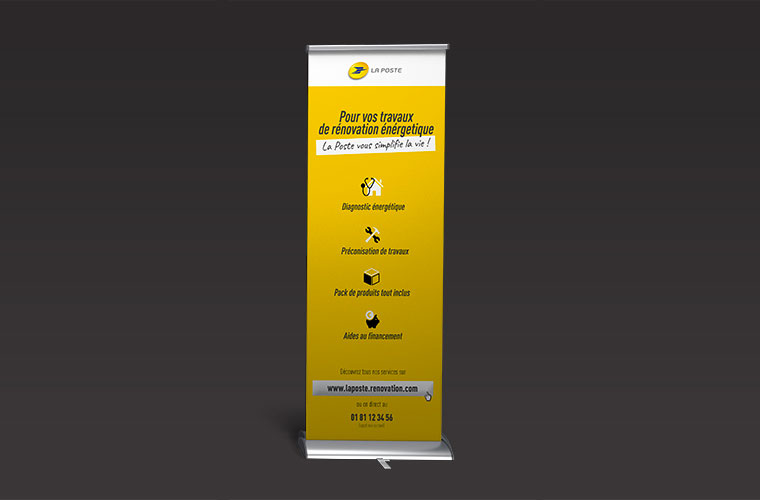 LA POSTE
Pour vos travaux
de rénovation énérgetique
La Poste vous simplifie la vie !
Diagnostic énergétique
Préconisation de travaux
Pack de produits tout inclus
Aides au financement
Découvrez tous nos services sur
www.laposte.renovation.com
ou en direct au
01 81 12 34 56